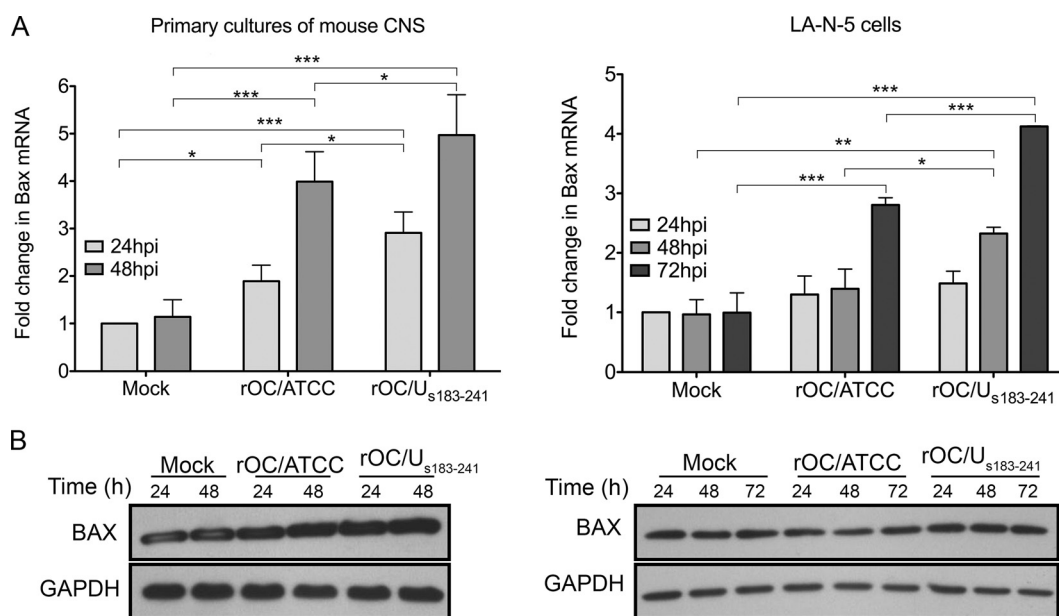 A
Primary cultures of mouse CNS
Fold change in Bax mRNA
6
5
4
3
2
1
0
***
*
***
***
*
*
24hpi
48hpi
Mock
rOC/ATCC
rOC/U s183-241
LA-N-5 cells
Fold change in Bax mRNA
5
4
3
2
1
0
***
***
**
*
***
24hpi
48hpi
72hpi
Mock
rOC/ATCC
rOC/U s183-241
B
Mock rOC/ATCC rOC/U s183-241
Time (h) 24 48 24 48 24 48
BAX
GAPDH
Mock rOC/ATCC rOC/U s183-241
Time (h) 24 48 72 24 48 72 24 48 72
BAX
GAPDH